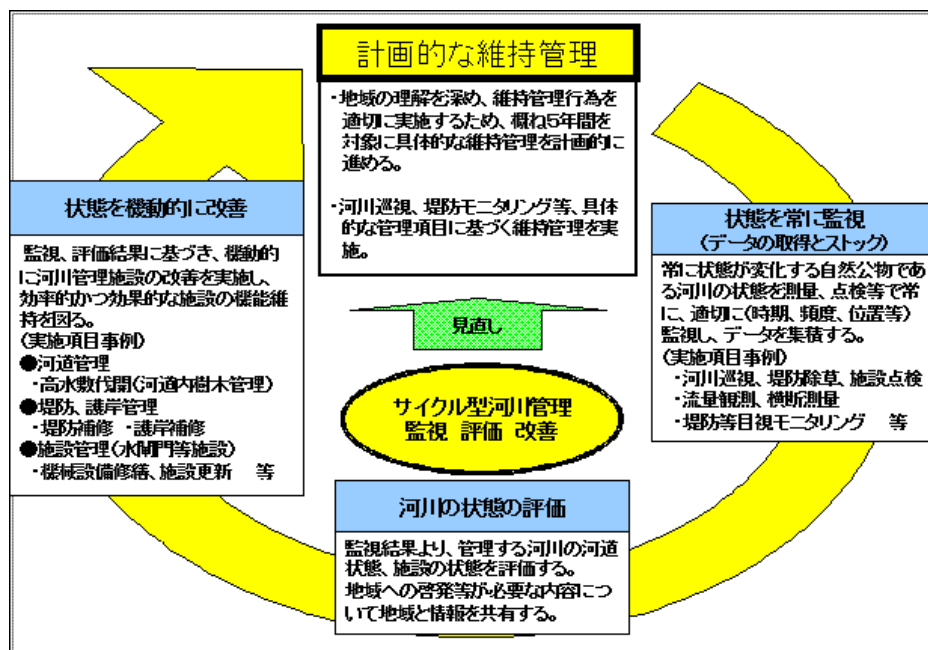 計画的な維持管理
・地域の理解を深め、維持管理行為を
適切に実施するため、概ね5年間を
対象に具体的な維持管理を計画的に
進める。
・河川巡視、堤防モニタリング等、具体
的な管理項目に基づく維持管理を実
施。
状態を常に監視
(データの取得とストック)
常に状態が変化する自然公物であ
る河川の状態を測量、点検等で常
に、適切に(時期、頻度、位置等)
監視し、データを集積する。
(実施項目事例)
・河川巡視、堤防除草、施設点検
・流量観測、横断測量
・堤防等目視モニタリング 等
河川の状態の評価
監視結果より、管理する河川の河道
状態、施設の状態を評価する。
地域への啓発等が必要な内容につ
いて地域と情報を共有する。
状態を機動的に改善
監視、評価結果に基づき、機動的
に河川管理施設の改善を実施し、
効率的かつ効果的な施設の機能維
持を図る。
(実施項目事例)
●河道管理
・高水敷伐開(河道内樹木管理)
●堤防、護岸管理
・堤防補修 ・護岸補修
●施設管理(水閘門等施設)
・機械設備修繕、施設更新 等
見直し
サイクル型河川管理
監視 評価 改善